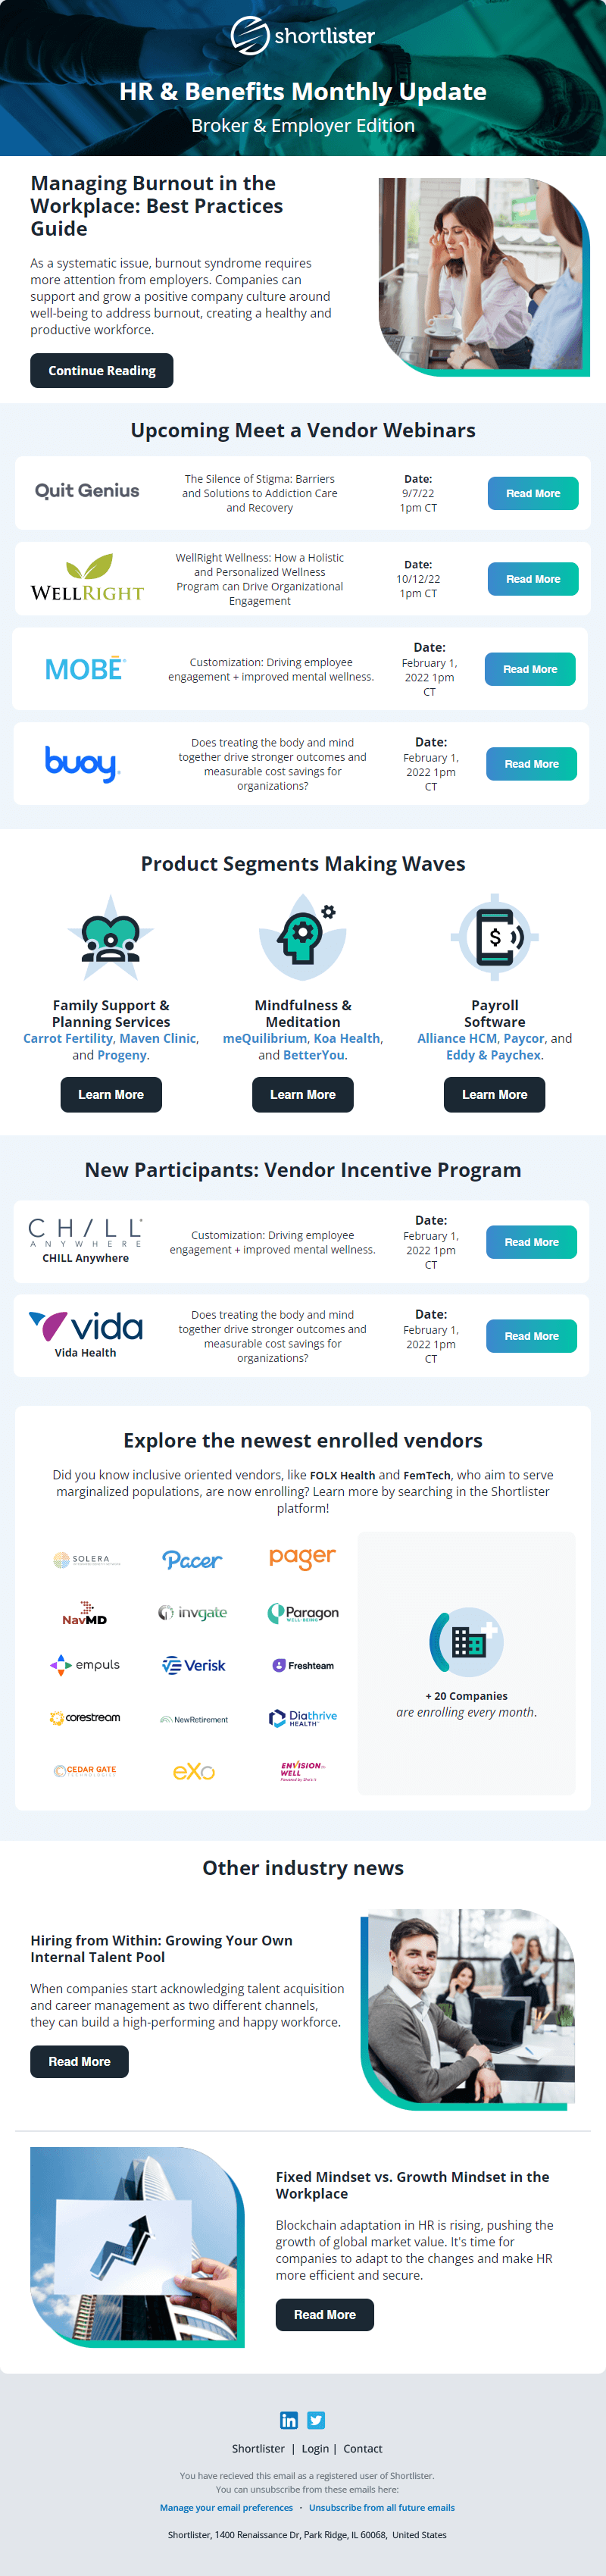 shortlister
HR & Benefits Monthly Update
Broker & Employer Edition
Managing Burnout in the
Workplace: Best Practices
Guide
As a systematic issue, burnout syndrome requires
more attention from employers. Companies can
support and grow a positive company culture around
well-being to address burnout, creating a healthy and
productive workforce.
Continue Reading
Upcoming Meet a Vendor Webinars
Quit Genius
The Silence of Stigma: Barriers
and Solutions to Addiction Care
and Recovery
Date:
9/7/22
1pm CT
Read More
WELLRIGHT
WellRight Wellness: How a Holistic
and Personalized Wellness
Program can Drive Organizational
Engagement
Date:
10/12/22
1pm CT
Read More
MOBĒ
Customization: Driving employee
engagement + improved mental wellness.
Date:
February 1,
2022 1pm
CT
Read More
buoy
Does treating the body and mind
together drive stronger outcomes and
measurable cost savings for
organizations?
Date:
February 1,
2022 1pm
CT
Read More
Product Segments Making Waves
Family Support &
Planning Services
Carrot Fertility, Maven Clinic,
and Progeny.
Learn More
Mindfulness &
Meditation
meQuilibrium, Koa Health,
and BetterYou.
Learn More
$
Payroll
Software
Alliance HCM, Paycor, and
Eddy & Paychex.
Learn More
New Participants: Vendor Incentive Program
CH/LL
ANYWHERE
CHILL Anywhere
Customization: Driving employee
engagement + improved mental wellness.
Date:
February 1,
2022 1pm
CT
Read More
vida
Vida Health
Does treating the body and mind
together drive stronger outcomes and
measurable cost savings for
organizations?
Date:
February 1,
2022 1pm
CT
Read More
Explore the newest enrolled vendors
Did you know inclusive oriented vendors, like FOLX Health and FemTech, who aim to serve
marginalized populations, are now enrolling? Learn more by searching in the Shortlister
platform!
SOLERA
Pacer
pager
NavMD
invgate
Paragon
WELL-BEING
empuls
Verisk
Freshteam
corestream
NewRetirement
Diathrive
HEALTH
CEDAR GATE
TECHNOLOGIES
eXo
ENVISION
WELL
+ 20 Companies
are enrolling every month.
Other industry news
Hiring from Within: Growing Your Own
Internal Talent Pool
When companies start acknowledging talent acquisition
and career management as two different channels,
they can build a high-performing and happy workforce.
Read More
Fixed Mindset vs. Growth Mindset in the
Workplace
Blockchain adaptation in HR is rising, pushing the
growth of global market value. It's time for
companies to adapt to the changes and make HR
more efficient and secure.
Read More
in
Shortlister | Login | Contact
You have recieved this email as a registered user of Shortlister.
You can unsubscribe from these emails here:
Manage your email preferences · Unsubscribe from all future emails
Shortlister, 1400 Renaissance Dr, Park Ridge, IL 60068, United States